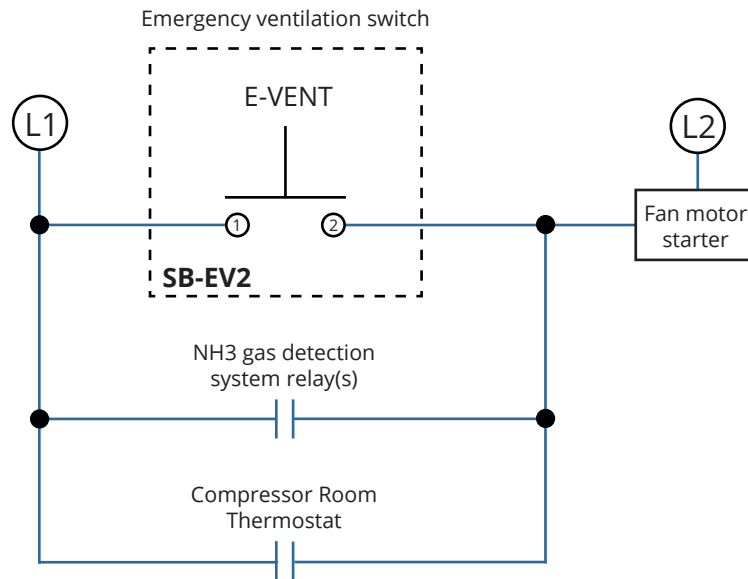 Emergency ventilation switch
E-VENT
L1
L2
1
2
Fan motor
starter
SB-EV2
NH3 gas detection
system relay(s)
Compressor Room
Thermostat